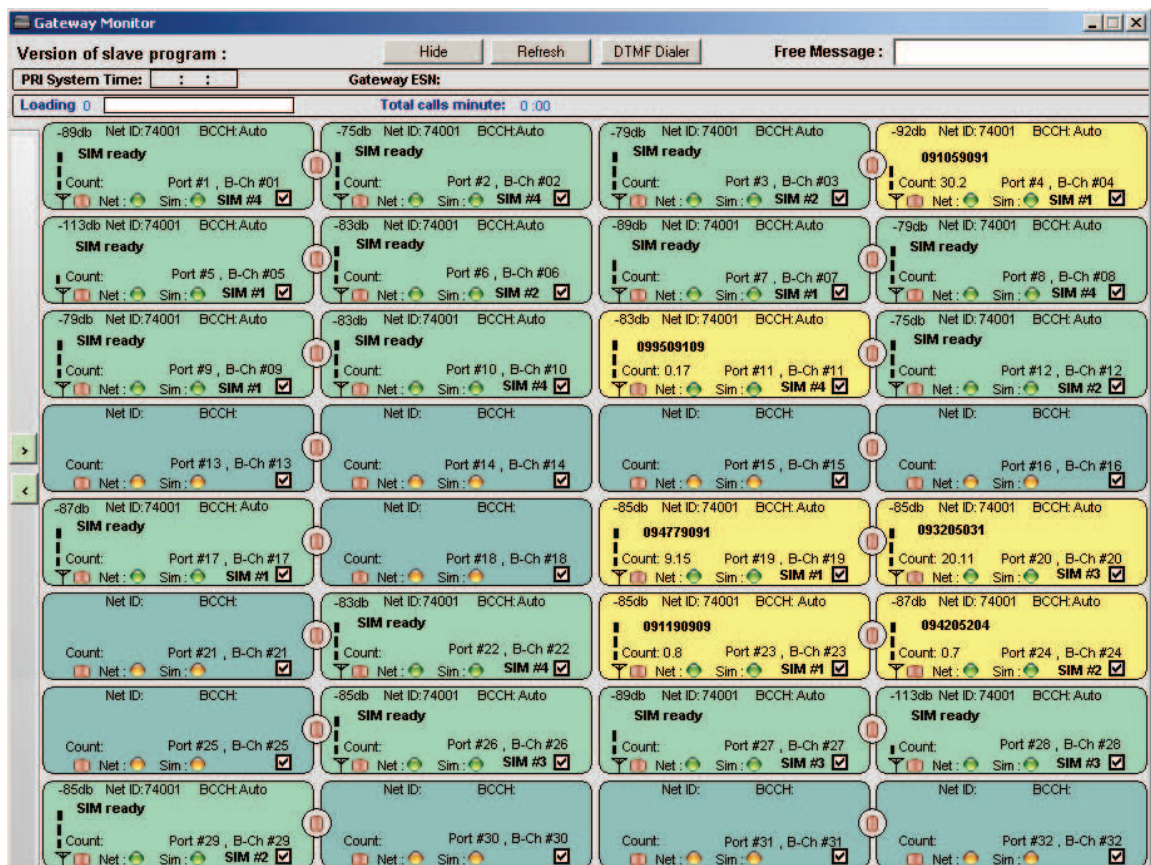 Gateway Monitor
Version of slave program : Hide Refresh DTMF Dialer Free Message :
PRI System Time: : : Gateway ESN:
Loading 0 Total calls minute: 0 :00
-89db Net ID:74001 BCCH:Auto -75db Net ID:74001 BCCH:Auto -79db Net ID:74001 BCCH:Auto -92db Net ID:74001 BCCH:Auto
SIM ready SIM ready SIM ready 091059091
Count: Port #1 , B-Ch #01 Count: Port #2 , B-Ch #02 Count: Port #3 , B-Ch #03 Count: 30.2 Port #4 , B-Ch #04
Net : Sim : SIM #4 Net : Sim : SIM #4 Net : Sim : SIM #2 Net : Sim : SIM #1
-113db Net ID:74001 BCCH:Auto -83db Net ID:74001 BCCH:Auto -89db Net ID:74001 BCCH:Auto -79db Net ID:74001 BCCH:Auto
SIM ready SIM ready SIM ready SIM ready
Count: Port #5 , B-Ch #05 Count: Port #6 , B-Ch #06 Count: Port #7 , B-Ch #07 Count: Port #8 , B-Ch #08
Net : Sim : SIM #1 Net : Sim : SIM #2 Net : Sim : SIM #1 Net : Sim : SIM #4
-79db Net ID:74001 BCCH:Auto -83db Net ID:74001 BCCH:Auto -83db Net ID:74001 BCCH:Auto -75db Net ID:74001 BCCH:Auto
SIM ready SIM ready 099509109 SIM ready
Count: Port #9 , B-Ch #09 Count: Port #10 , B-Ch #10 Count: 0.17 Port #11 , B-Ch #11 Count: Port #12 , B-Ch #12
Net : Sim : SIM #1 Net : Sim : SIM #4 Net : Sim : SIM #4 Net : Sim : SIM #2
Net ID: BCCH: Net ID: BCCH: Net ID: BCCH: Net ID: BCCH:
Count: Port #13 , B-Ch #13 Count: Port #14 , B-Ch #14 Count: Port #15 , B-Ch #15 Count: Port #16 , B-Ch #16
Net : Sim : Net : Sim : Net : Sim : Net : Sim :
> 
<
-87db Net ID:74001 BCCH: Auto Net ID: BCCH: -85db Net ID:74001 BCCH:Auto -85db Net ID:74001 BCCH:Auto
SIM ready 094779091 093205031
Count: Port #17 , B-Ch #17 Count: Port #18 , B-Ch #18 Count: 9.15 Port #19 , B-Ch #19 Count: 20.11 Port #20 , B-Ch #20
Net : Sim : SIM #1 Net : Sim : Net : Sim : SIM #1 Net : Sim : SIM #3
Net ID: BCCH: -83db Net ID:74001 BCCH:Auto -85db Net ID:74001 BCCH: Auto -87db Net ID:74001 BCCH:Auto
SIM ready 091190909 094205204
Count: Port #21 , B-Ch #21 Count: Port #22 , B-Ch #22 Count: 0.8 Port #23 , B-Ch #23 Count: 0.7 Port #24 , B-Ch #24
Net : Sim : Net : Sim : SIM #4 Net : Sim : SIM #1 Net : Sim : SIM #2
Net ID: BCCH: -85db Net ID:74001 BCCH:Auto -89db Net ID:74001 BCCH:Auto -113db Net ID:74001 BCCH:Auto
SIM ready SIM ready SIM ready
Count: Port #25 , B-Ch #25 Count: Port #26 , B-Ch #26 Count: Port #27 , B-Ch #27 Count: Port #28 , B-Ch #28
Net : Sim : Net : Sim : SIM #3 Net : Sim : SIM #3 Net : Sim : SIM #3
-85db Net ID:74001 BCCH:Auto Net ID: BCCH: Net ID: BCCH: Net ID: BCCH:
SIM ready
Count: Port #29 , B-Ch #29 Count: Port #30 , B-Ch #30 Count: Port #31 , B-Ch #31 Count: Port #32 , B-Ch #32
Net : Sim : SIM #2 Net : Sim : Net : Sim : Net : Sim :